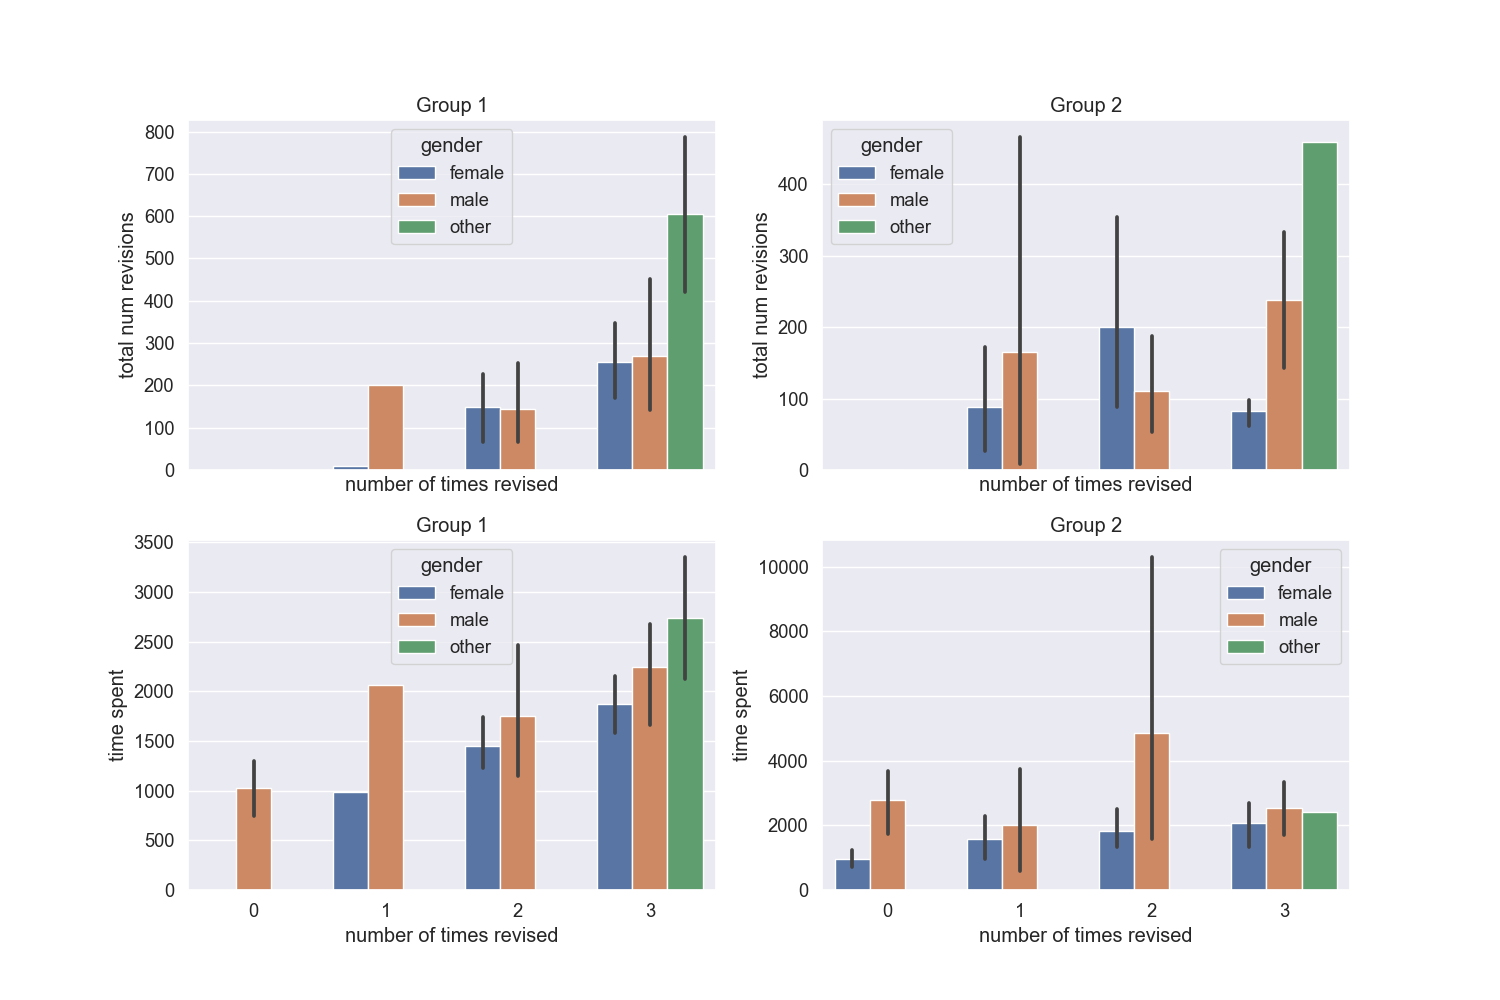 Group 1
800
700
600
500
400
300
200
100
0
total num revisions
gender
female
male
other
number of times revised
Group 2
400
300
200
100
0
total num revisions
gender
female
male
other
number of times revised
Group 1
3500
3000
2500
2000
1500
1000
500
0
time spent
gender
female
male
other
0 1 2 3
number of times revised
Group 2
10000
8000
6000
4000
2000
0
time spent
gender
female
male
other
0 1 2 3
number of times revised